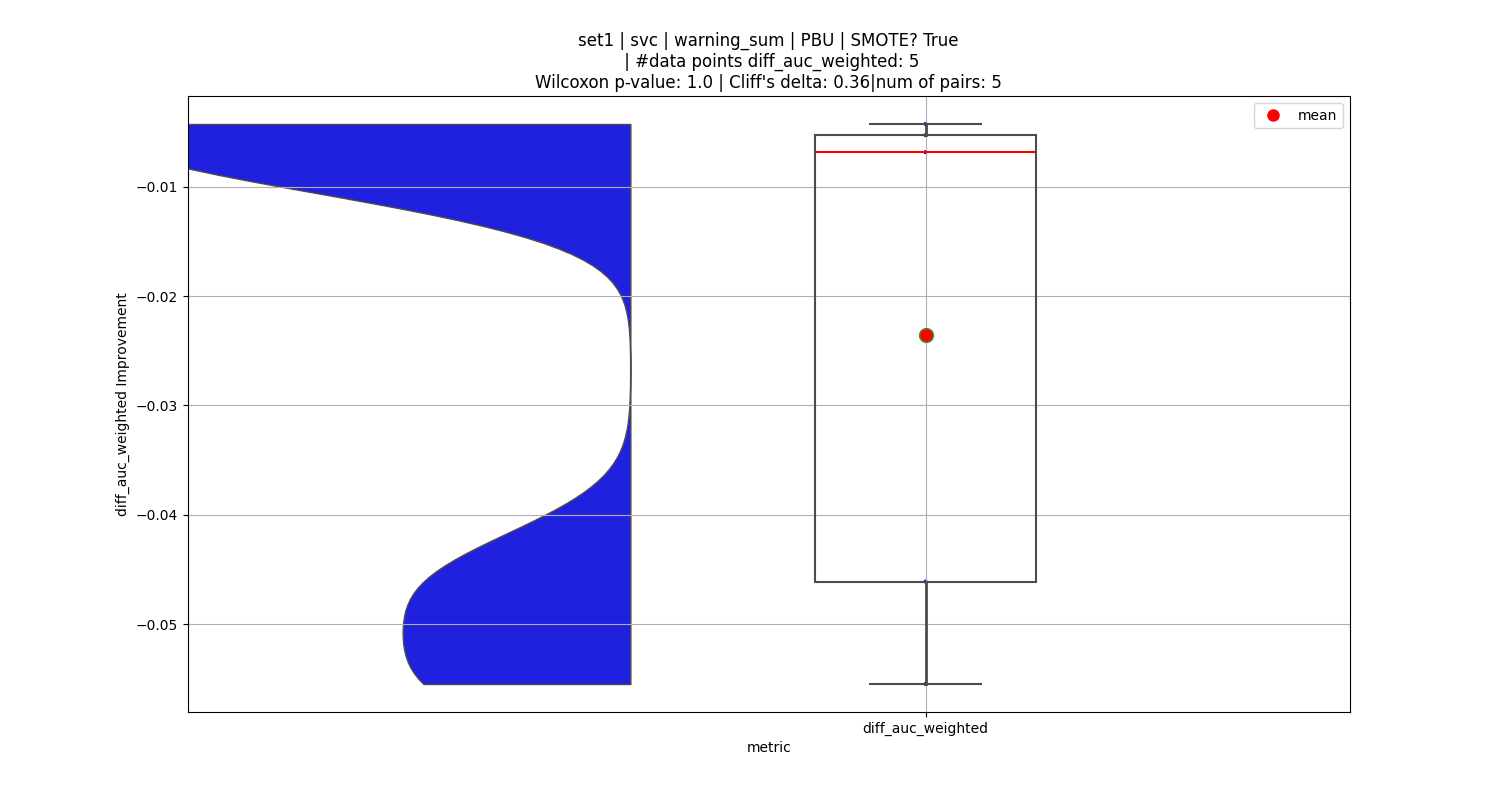 set1 | svc | warning_sum | PBU | SMOTE? True
| #data points diff_auc_weighted: 5
Wilcoxon p-value: 1.0 | Cliff's delta: 0.36|num of pairs: 5
mean
−0.01
−0.02
−0.03
−0.04
−0.05
diff_auc_weighted Improvement
diff_auc_weighted
metric